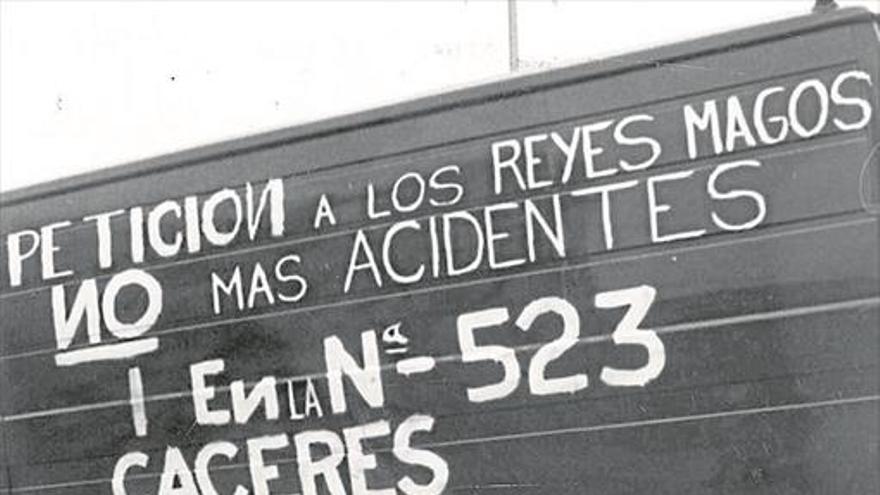 PETICION A LOS REYES MAGOS
NO MAS ACIDENTES
I En LA Nª-523
CACERES